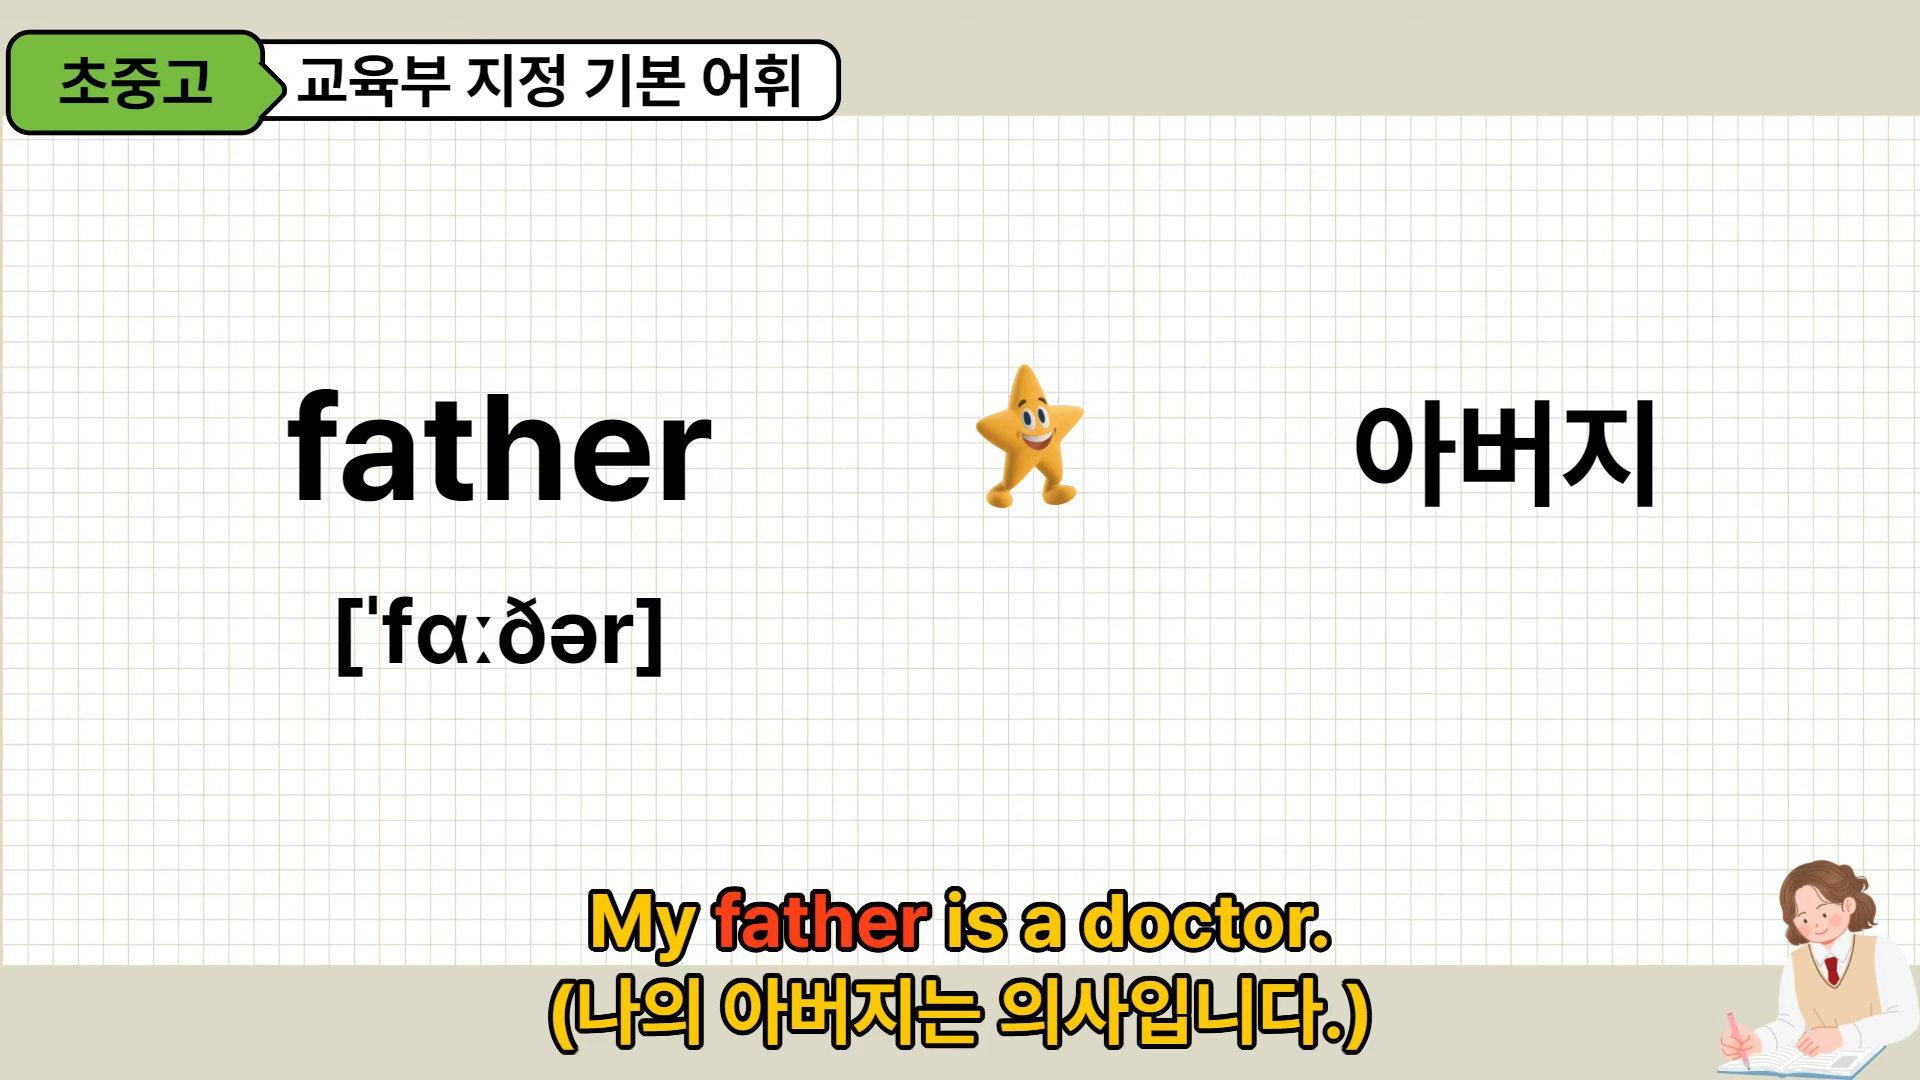 초중고 교육부 지정 기본 어휘
father 아버지
[ˈfɑːðər]
My father is a doctor.
(나의 아버지는 의사입니다.)